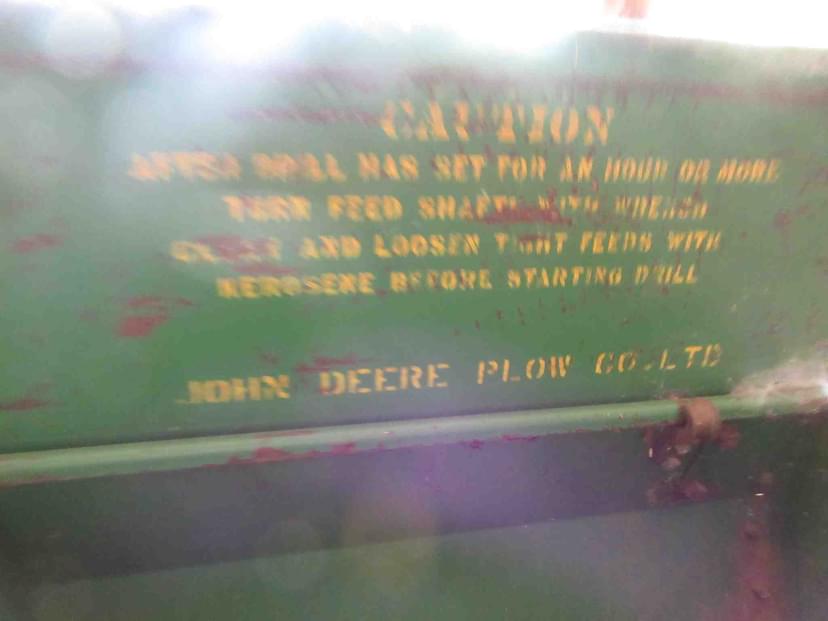 CAUTION
AFTER DRILL HAS SET FOR AN HOUR OR MORE
TURN FEED SHAFTS WITH WRENCH
AND LOOSEN TIGHT FEEDS WITH
KEROSENE BEFORE STARTING DRILL
JOHN DEERE PLOW CO. LTD